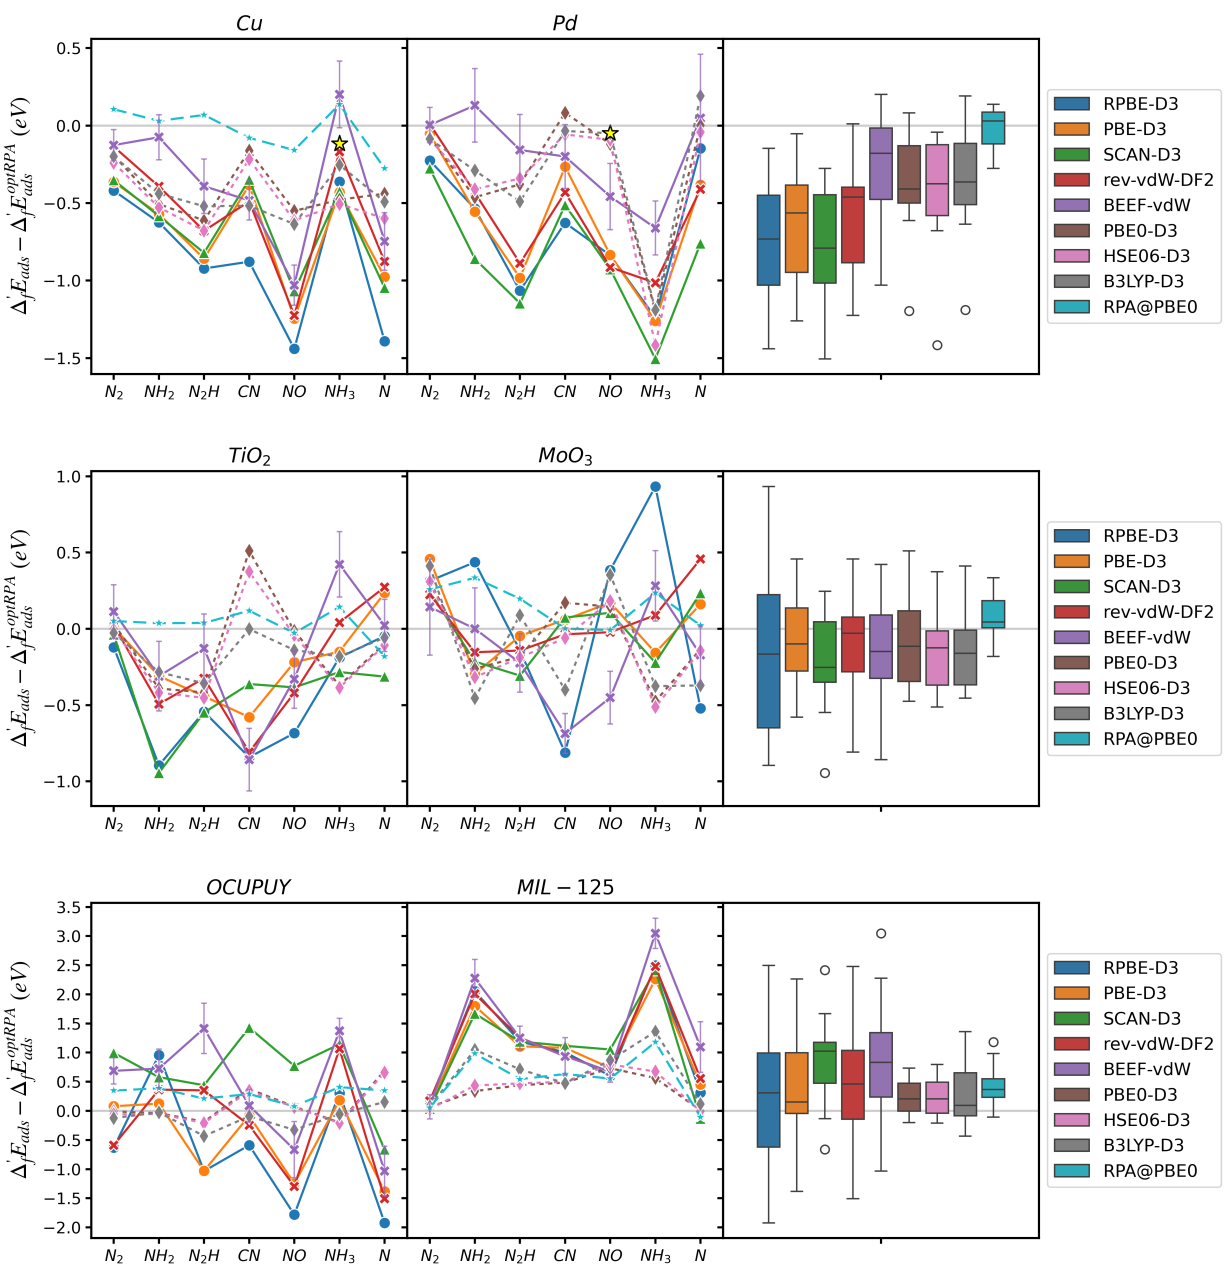 Cu Pd
0.5
0.0
−0.5
−1.0
−1.5
Δ'fEads − Δ'fEads^optRPA (eV)
N2 NH2 N2H CN NO NH3 N N2 NH2 N2H CN NO NH3 N
RPBE-D3
PBE-D3
SCAN-D3
rev-vdW-DF2
BEEF-vdW
PBE0-D3
HSE06-D3
B3LYP-D3
RPA@PBE0
TiO2 MoO3
1.0
0.5
0.0
−0.5
−1.0
Δ'fEads − Δ'fEads^optRPA (eV)
N2 NH2 N2H CN NO NH3 N N2 NH2 N2H CN NO NH3 N
RPBE-D3
PBE-D3
SCAN-D3
rev-vdW-DF2
BEEF-vdW
PBE0-D3
HSE06-D3
B3LYP-D3
RPA@PBE0
OCUPUY MIL − 125
3.5
3.0
2.5
2.0
1.5
1.0
0.5
0.0
−0.5
−1.0
−1.5
−2.0
Δ'fEads − Δ'fEads^optRPA (eV)
N2 NH2 N2H CN NO NH3 N N2 NH2 N2H CN NO NH3 N
RPBE-D3
PBE-D3
SCAN-D3
rev-vdW-DF2
BEEF-vdW
PBE0-D3
HSE06-D3
B3LYP-D3
RPA@PBE0